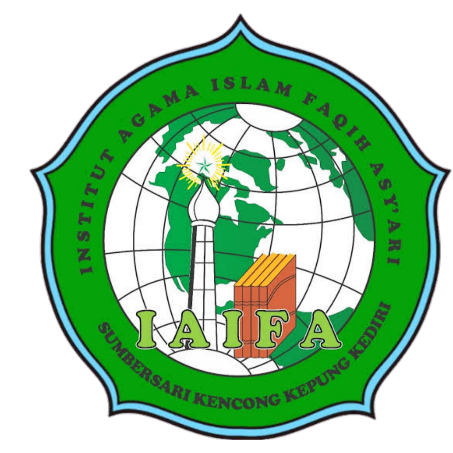 INSTITUT AGAMA ISLAM FAQIH ASY'ARI
IAIFA
SUMBERSARI KENCONG KEPUNG KEDIRI